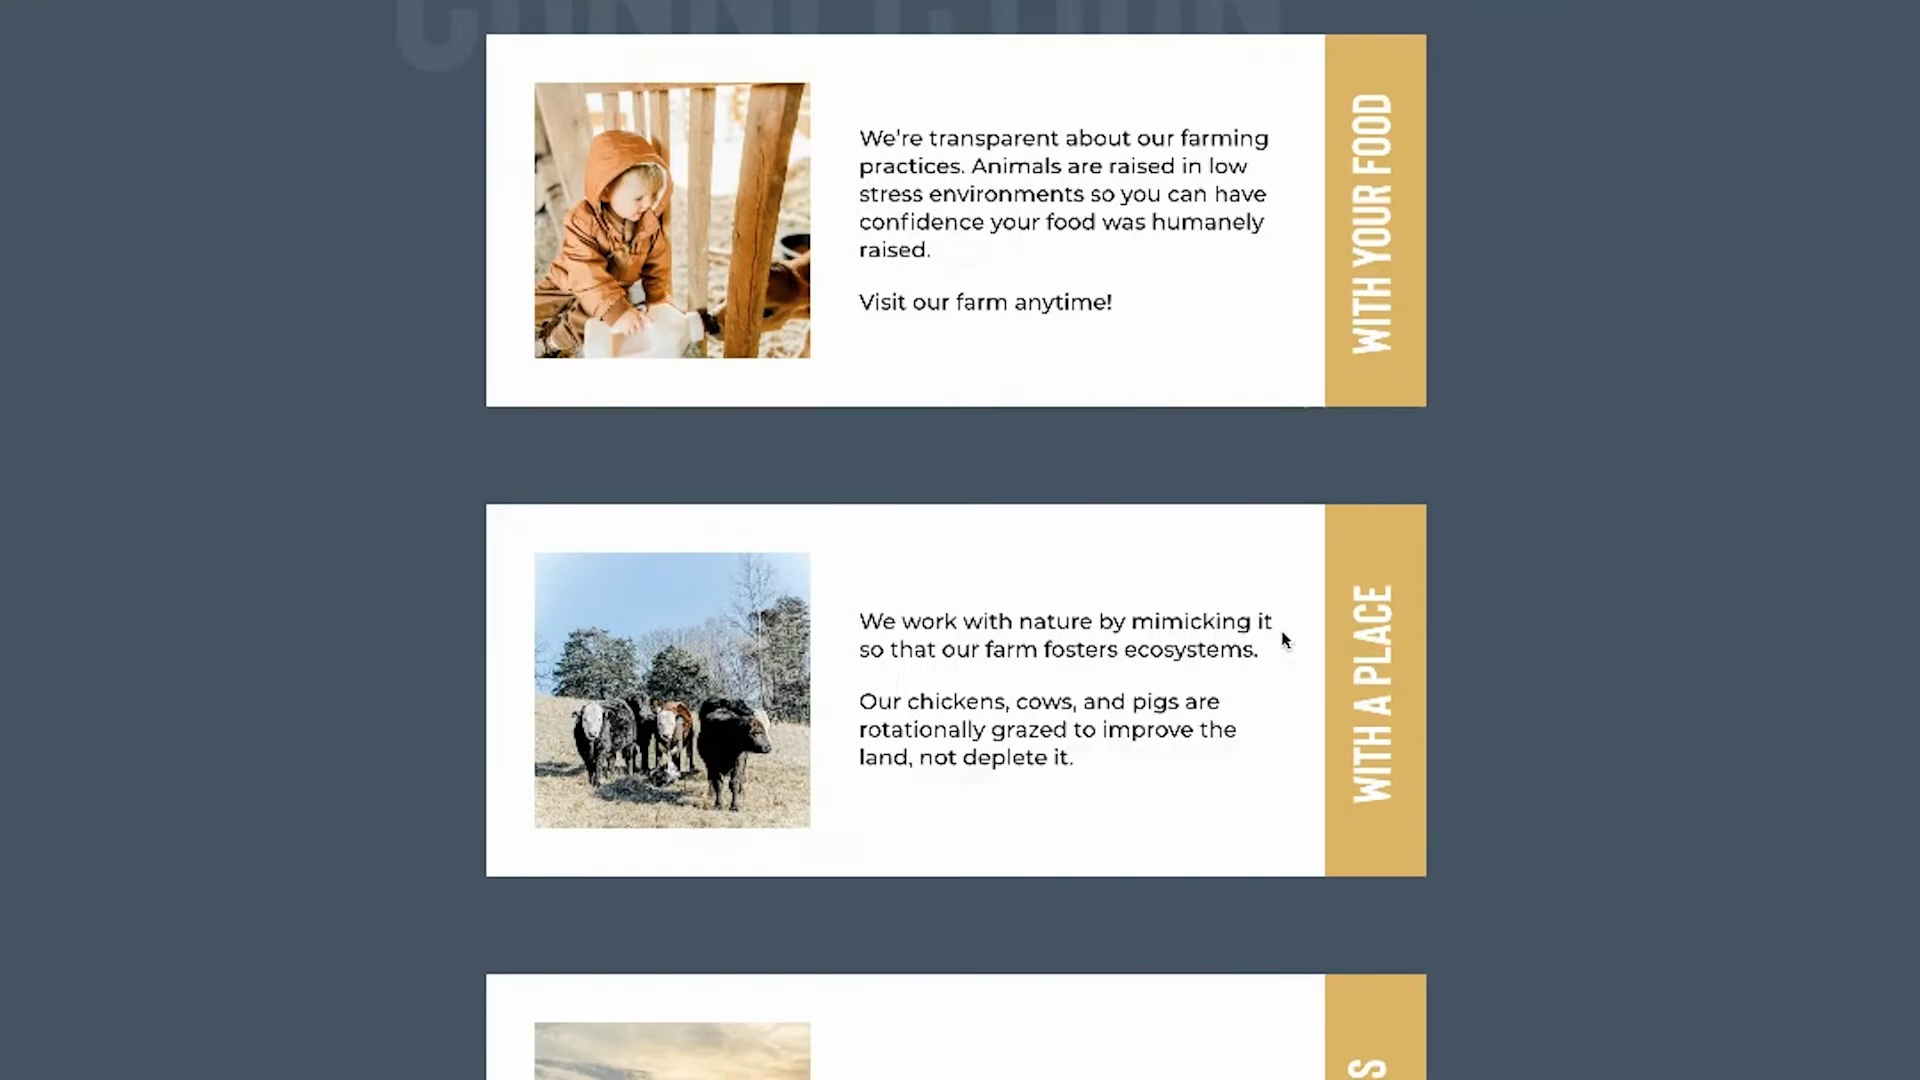 CONNECTION
We're transparent about our farming
practices. Animals are raised in low
stress environments so you can have
confidence your food was humanely
raised.
Visit our farm anytime!
WITH YOUR FOOD
We work with nature by mimicking it
so that our farm fosters ecosystems.
Our chickens, cows, and pigs are
rotationally grazed to improve the
land, not deplete it.
WITH A PLACE